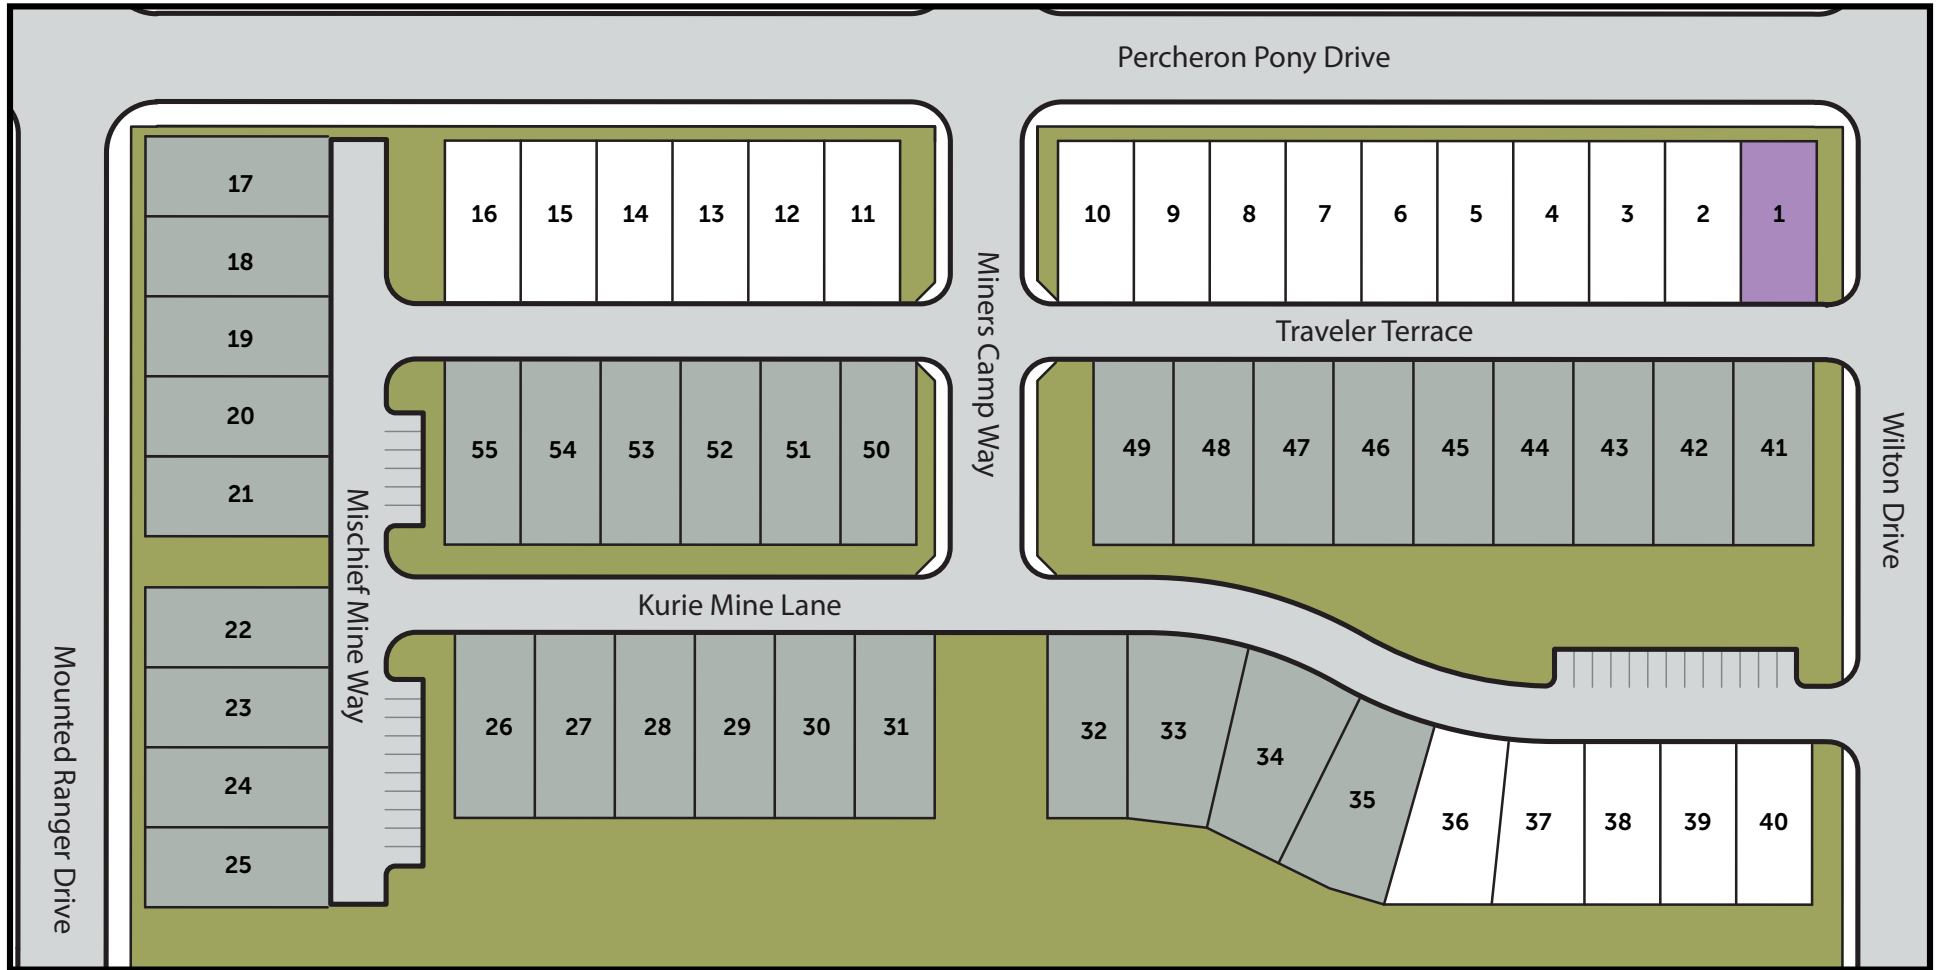 Percheron Pony Drive
17
18
19
20
21
22
23
24
25
16 15 14 13 12 11
10 9 8 7 6 5 4 3 2 1
Miners Camp Way
Traveler Terrace
55 54 53 52 51 50
49 48 47 46 45 44 43 42 41
Wilton Drive
Mischief Mine Way
Kurie Mine Lane
Mounted Ranger Drive
26 27 28 29 30 31
32 33 34 35 36 37 38 39 40